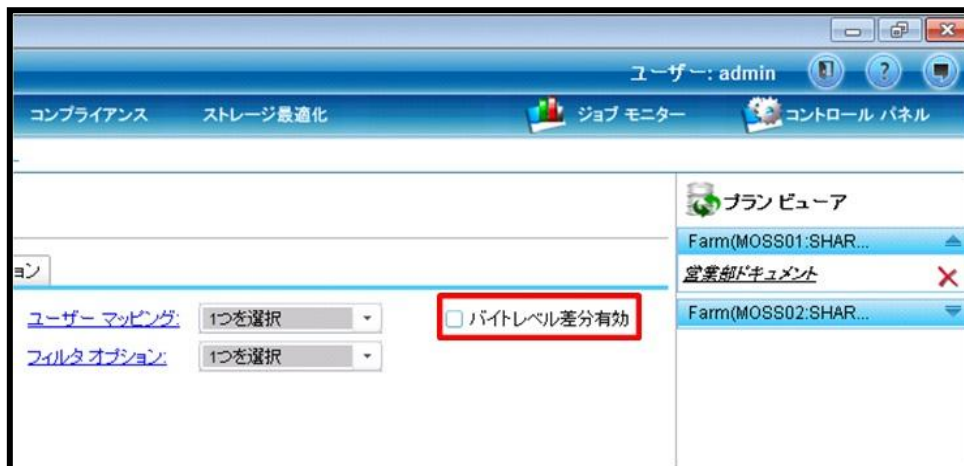 ユーザー: admin
?
コンプライアンス ストレージ最適化 ジョブ モニター コントロール パネル
プラン ビューア
Farm(MOSS01:SHAR...
ョン
営業部ドキュメント
ユーザー マッピング: 1つを選択 バイトレベル差分有効
Farm(MOSS02:SHAR...
フィルタ オプション: 1つを選択